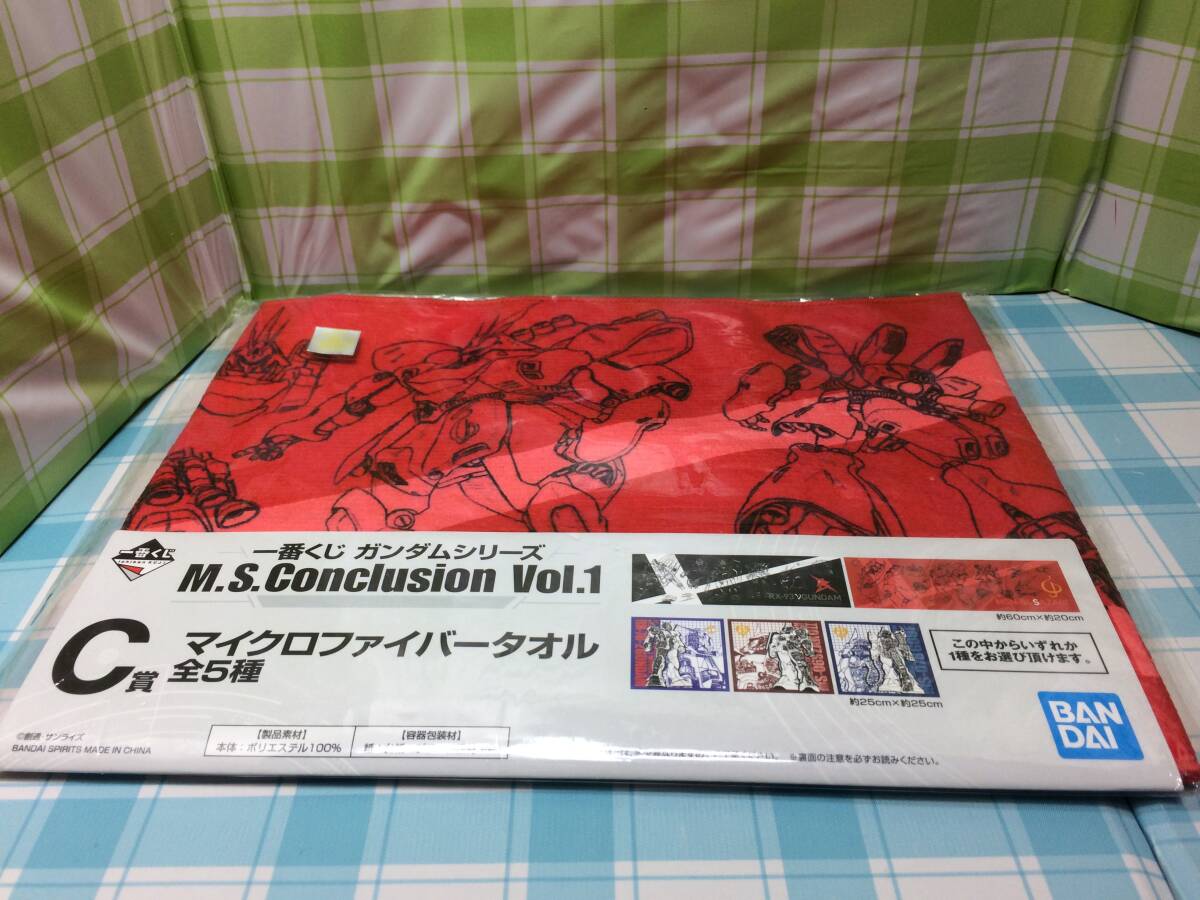 一番くじ
一番くじ ガンダムシリーズ
M.S.Conclusion Vol.1
C賞
マイクロファイバータオル
全5種
RX-93 νGUNDAM
約60cm×約20cm
約25cm×約25cm
この中からいずれか
1種をお選び頂けます。
BAN
DAI
©創通・サンライズ
BANDAI SPIRITS MADE IN CHINA
【製品素材】
本体:ポリエステル100%
【容器包装材】
※裏面の注意を必ずお読みください。